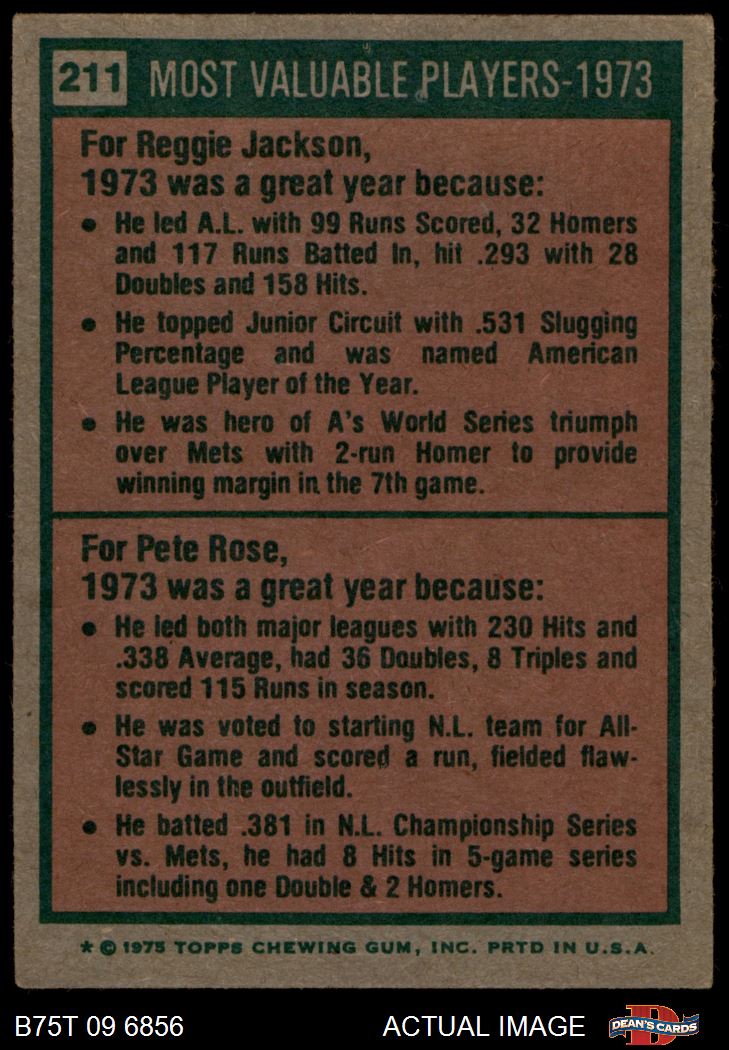 211 MOST VALUABLE PLAYERS-1973
For Reggie Jackson,
1973 was a great year because:
• He led A.L. with 99 Runs Scored, 32 Homers
and 117 Runs Batted In, hit .293 with 28
Doubles and 158 Hits.
• He topped Junior Circuit with .531 Slugging
Percentage and was named American
League Player of the Year.
• He was hero of A's World Series triumph
over Mets with 2-run Homer to provide
winning margin in the 7th game.
For Pete Rose,
1973 was a great year because:
• He led both major leagues with 230 Hits and
.338 Average, had 36 Doubles, 8 Triples and
scored 115 Runs in season.
• He was voted to starting N.L. team for All-
Star Game and scored a run, fielded flaw-
lessly in the outfield.
• He batted .381 in N.L. Championship Series
vs. Mets, he had 8 Hits in 5-game series
including one Double & 2 Homers.
* © 1975 TOPPS CHEWING GUM, INC. PRTD IN U.S.A.
B75T 09 6856 ACTUAL IMAGE DEAN'S CARDS